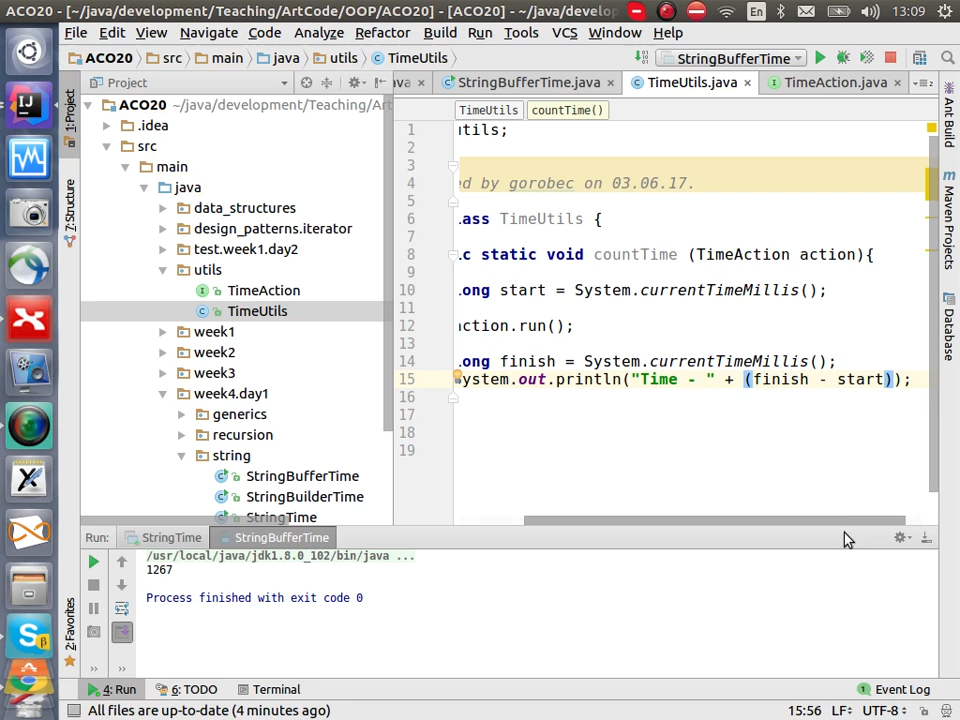 ACO20 - [~/java/development/Teaching/ArtCode/OOP/ACO20] - [ACO20] - ~/java/develop
En
13:09
File Edit View Navigate Code Analyze Refactor Build Run Tools VCS Window Help
ACO20 src main java utils TimeUtils
StringBufferTime
Project
ava
StringBufferTime.java
TimeUtils.java
TimeAction.java
1: Project
7: Structure
2: Favorites
Ant Build
Maven Projects
Database
ACO20 ~/java/development/Teaching/Art
.idea
src
main
java
data_structures
design_patterns.iterator
test.week1.day2
utils
TimeAction
TimeUtils
week1
week2
week3
week4.day1
generics
recursion
string
StringBufferTime
StringBuilderTime
StringTime
TimeUtils countTime()
1 utils;
2
3
4 ed by gorobec on 03.06.17.
5
6 lass TimeUtils {
7
8 ic static void countTime (TimeAction action){
9
10 long start = System.currentTimeMillis();
11
12 action.run();
13
14 long finish = System.currentTimeMillis();
15 ystem.out.println("Time - " + (finish - start));
16
17
18
19
Run: StringTime StringBufferTime
/usr/local/java/jdk1.8.0_102/bin/java ...
1267
Process finished with exit code 0
4: Run 6: TODO Terminal Event Log
All files are up-to-date (4 minutes ago) 15:56 LF UTF-8